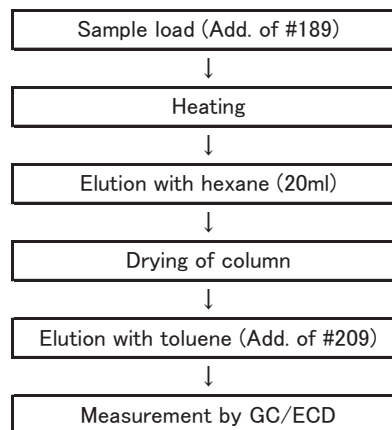 Sample load (Add. of #189)
↓
Heating
↓
Elution with hexane (20ml)
↓
Drying of column
↓
Elution with toluene (Add. of #209)
↓
Measurement by GC/ECD